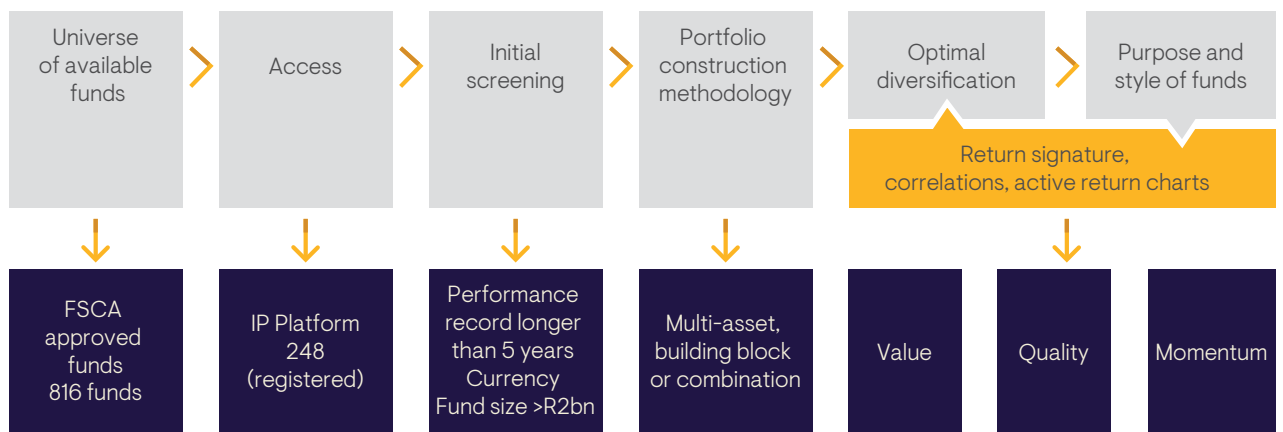 Universe
of available
funds
Access
Initial
screening
Portfolio
construction
methodology
Optimal
diversification
Purpose and
style of funds
Return signature,
correlations, active return charts
FSCA
approved
funds
816 funds
IP Platform
248
(registered)
Performance
record longer
than 5 years
Currency
Fund size >R2bn
Multi-asset,
building block
or combination
Value
Quality
Momentum